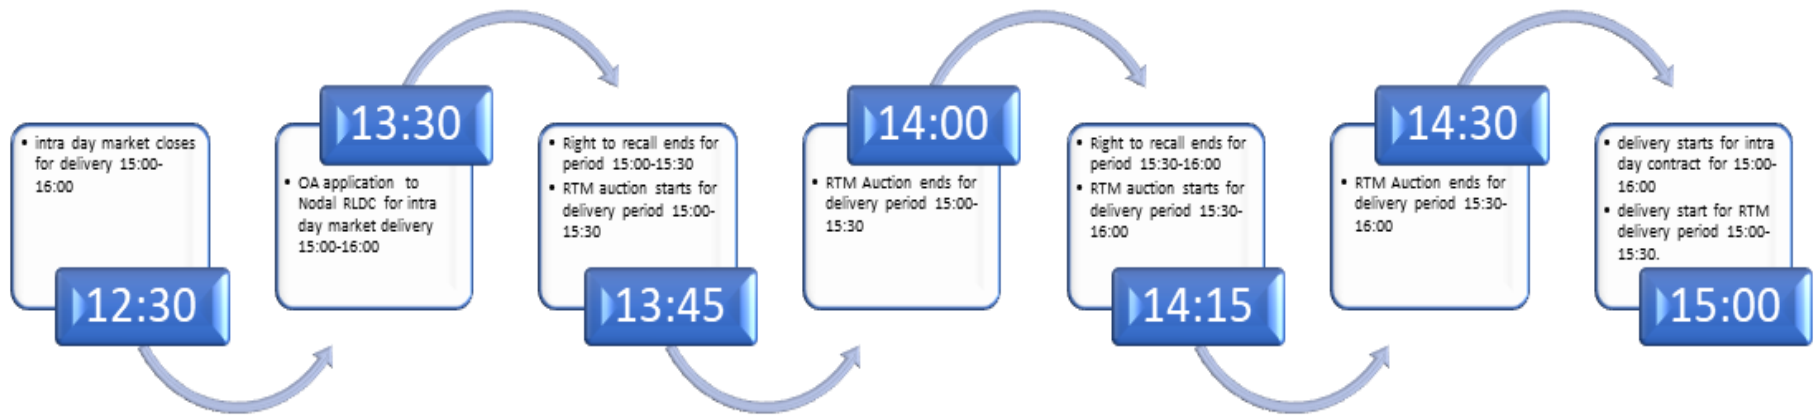 • intra day market closes
for delivery 15:00-
16:00
12:30
13:30
• OA application to
Nodal RLDC for intra
day market delivery
15:00-16:00
• Right to recall ends for
period 15:00-15:30
• RTM auction starts for
delivery period 15:00-
15:30
13:45
14:00
• RTM Auction ends for
delivery period 15:00-
15:30
• Right to recall ends for
period 15:30-16:00
• RTM auction starts for
delivery period 15:30-
16:00
14:15
14:30
• RTM Auction ends for
delivery period 15:30-
16:00
• delivery starts for intra
day contract for 15:00-
16:00
• delivery start for RTM
delivery period 15:00-
15:30.
15:00